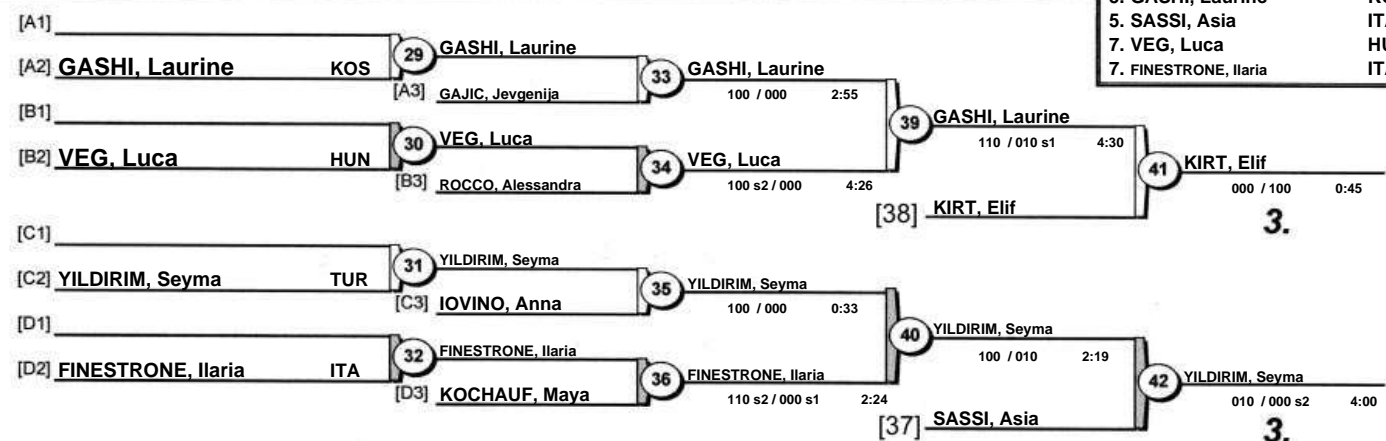 5. SASSI, Asia
7. VEG, Luca
7. FINESTRONE, Ilaria
[A1]
[A2] GASHI, Laurine KOS
29
GASHI, Laurine
[A3] GAJIC, Jevgenija
33
GASHI, Laurine
100 / 000 2:55
[B1]
[B2] VEG, Luca HUN
30
VEG, Luca
[B3] ROCCO, Alessandra
34
VEG, Luca
100 s2 / 000 4:26
39
GASHI, Laurine
110 / 010 s1 4:30
[38] KIRT, Elif
41
KIRT, Elif
000 / 100 0:45
3.
[C1]
[C2] YILDIRIM, Seyma TUR
31
YILDIRIM, Seyma
[C3] IOVINO, Anna
35
YILDIRIM, Seyma
100 / 000 0:33
[D1]
[D2] FINESTRONE, Ilaria ITA
32
FINESTRONE, Ilaria
[D3] KOCHAUF, Maya
36
FINESTRONE, Ilaria
110 s2 / 000 s1 2:24
40
YILDIRIM, Seyma
100 / 010 2:19
[37] SASSI, Asia
42
YILDIRIM, Seyma
010 / 000 s2 4:00
3.